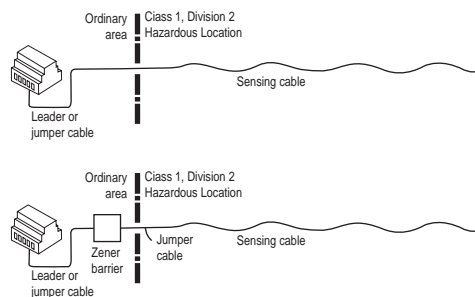 Ordinary
area
Class 1, Division 2
Hazardous Location
Sensing cable
Leader or
jumper cable
Ordinary
area
Class 1, Division 2
Hazardous Location
Zener
barrier
Jumper
cable
Sensing cable
Leader or
jumper cable